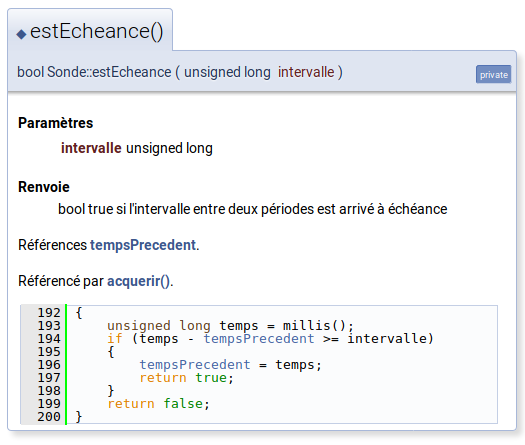 ◆ estEcheance()
bool Sonde::estEcheance ( unsigned long intervalle )
private
Paramètres
intervalle unsigned long
Renvoie
bool true si l'intervalle entre deux périodes est arrivé à échéance
Références tempsPrecedent.
Référencé par acquerir().
192 {
193     unsigned long temps = millis();
194     if (temps - tempsPrecedent >= intervalle)
195     {
196         tempsPrecedent = temps;
197         return true;
198     }
199     return false;
200 }